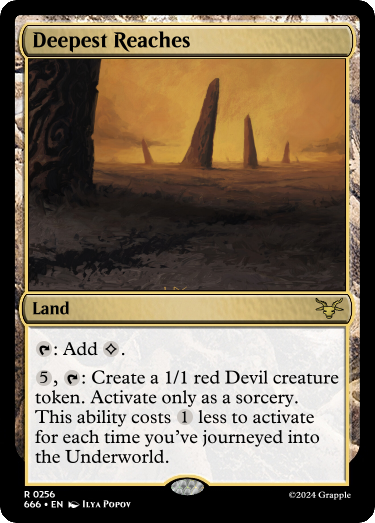 Deepest Reaches
Land
: Add .
5, : Create a 1/1 red Devil creature
token. Activate only as a sorcery.
This ability costs 1 less to activate
for each time you've journeyed into
the Underworld.
R 0256
666 • EN Ilya Popov
©2024 Grapple